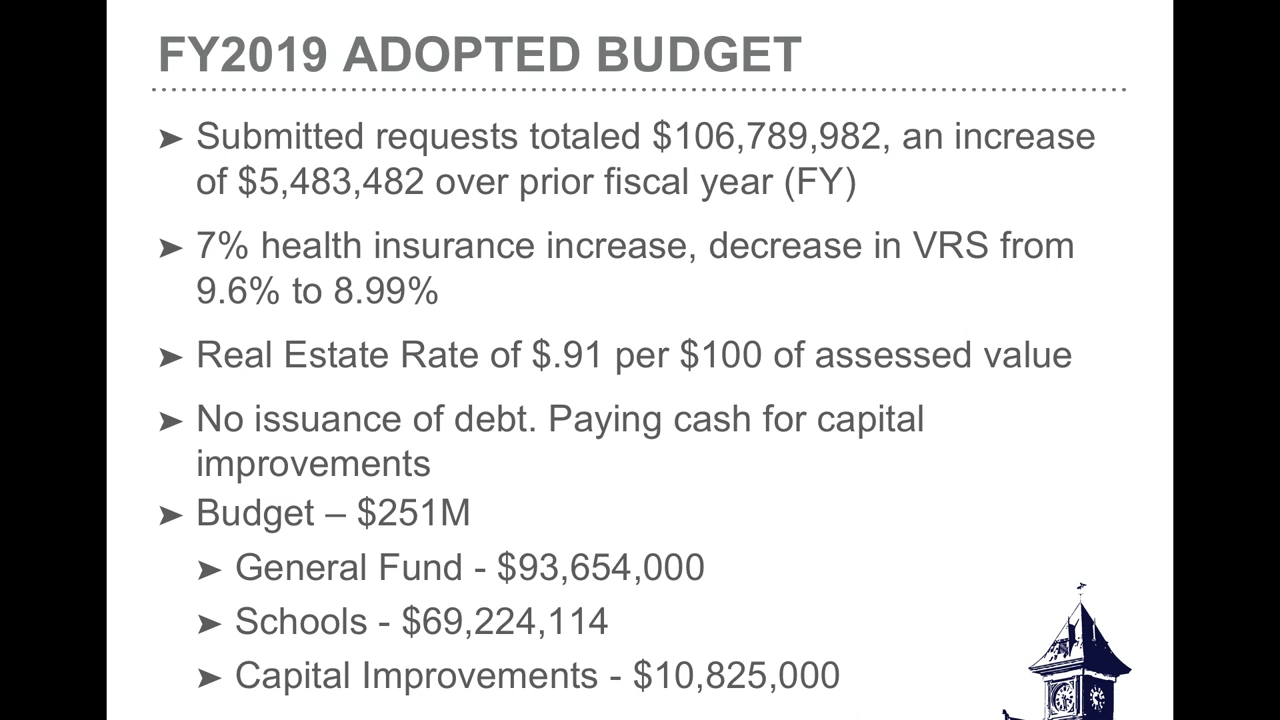 FY2019 ADOPTED BUDGET
➤ Submitted requests totaled $106,789,982, an increase
of $5,483,482 over prior fiscal year (FY)
➤ 7% health insurance increase, decrease in VRS from
9.6% to 8.99%
➤ Real Estate Rate of $.91 per $100 of assessed value
➤ No issuance of debt. Paying cash for capital
improvements
➤ Budget – $251M
➤ General Fund - $93,654,000
➤ Schools - $69,224,114
➤ Capital Improvements - $10,825,000